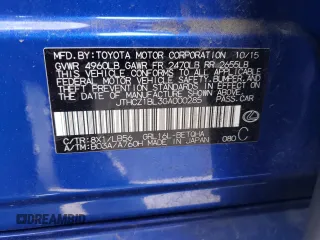 MFD.BY: TOYOTA MOTOR CORPORATION 10/15
GVWR 4960LB GAWR FR 2470LB RR 2655LB
THIS VEHICLE CONFORMS TO ALL APPLICABLE
FEDERAL MOTOR VEHICLE SAFETY, BUMPER,
AND THEFT PREVENTION STANDARDS IN EFFECT ON
THE DATE OF MANUFACTURE SHOWN ABOVE.
JTHCZ1BL3GA000285 PASS. CAR
C/TR: 8X1/LB56 GRL16L-BETQHA
A/TM: B03A/A760H MADE IN JAPAN 080 C
DREAMBID